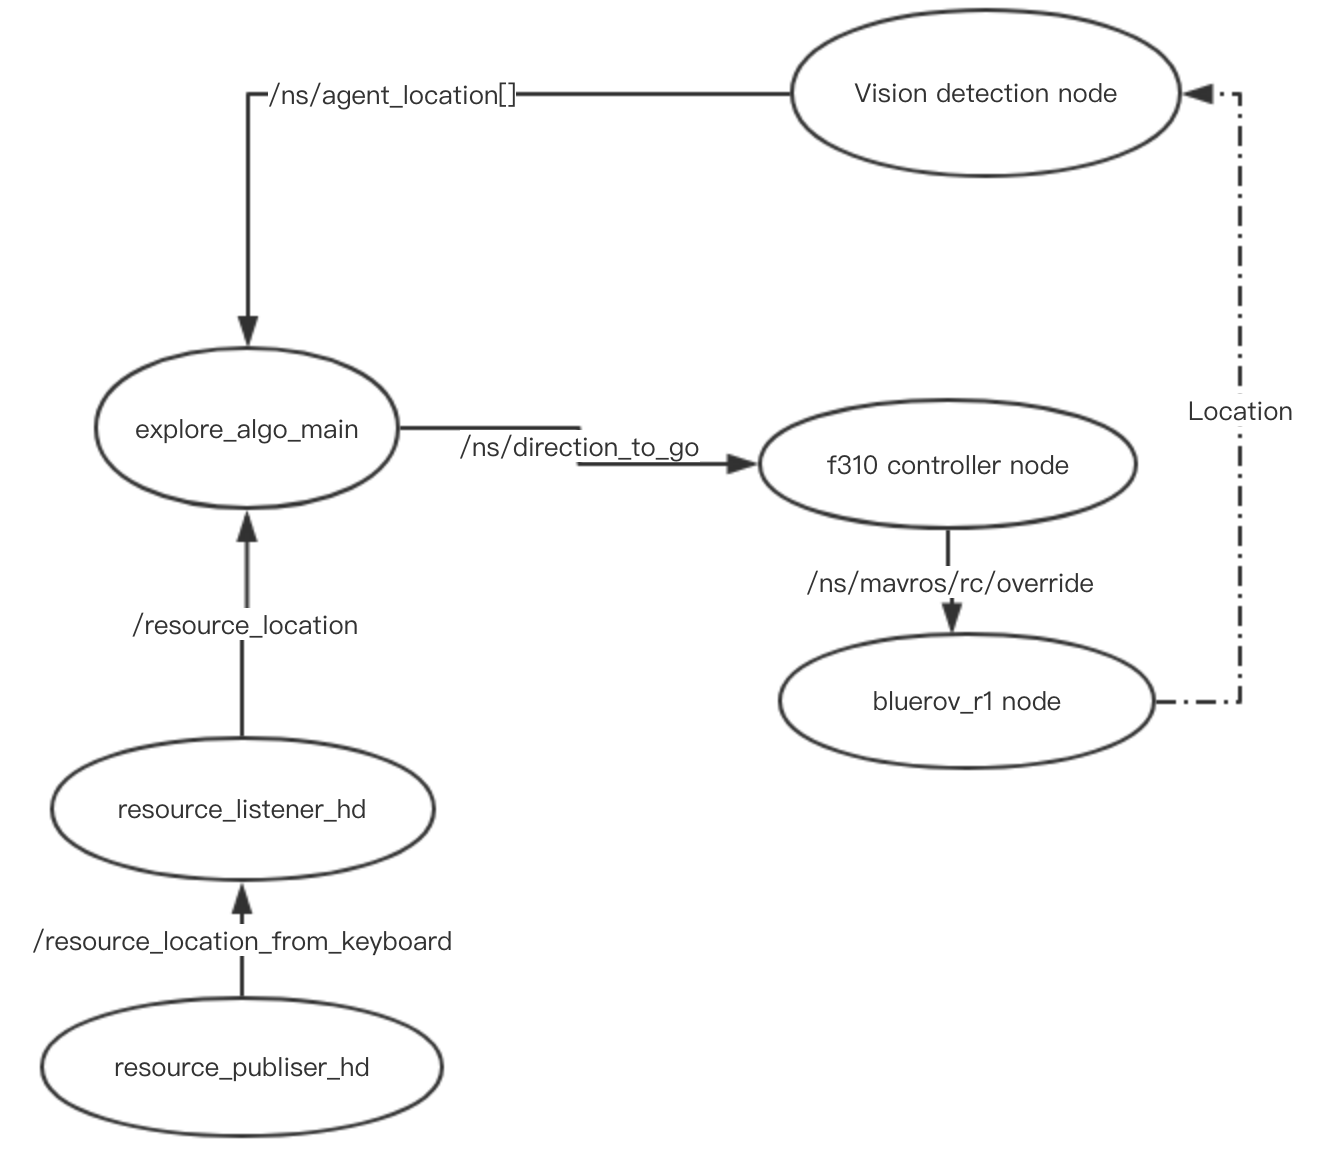 /ns/agent_location[]
Vision detection node
Location
explore_algo_main
/ns/direction_to_go
f310 controller node
/ns/mavros/rc/override
/resource_location
bluerov_r1 node
resource_listener_hd
/resource_location_from_keyboard
resource_publiser_hd